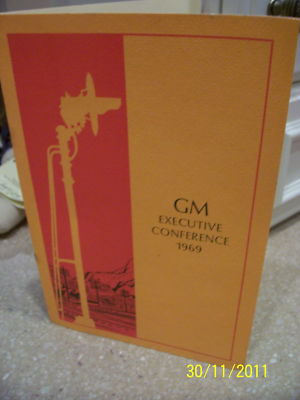 GM
EXECUTIVE
CONFERENCE
1969
30/11/2011